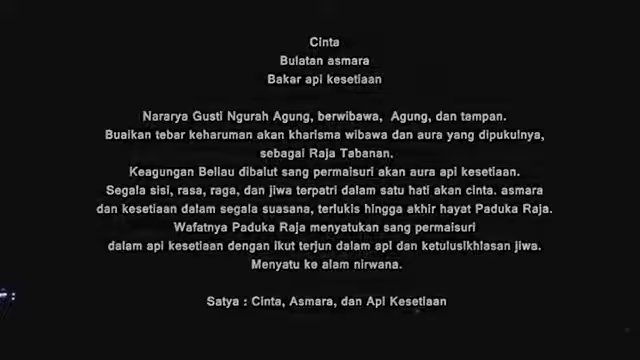 Cinta
Bulatan asmara
Bakar api kesetiaan
Nararya Gusti Ngurah Agung, berwibawa, Agung, dan tampan.
Buaikan tebar keharuman akan kharisma wibawa dan aura yang dipukulnya,
sebagai Raja Tabanan.
Keagungan Beliau dibalut sang permaisuri akan aura api kesetiaan.
Segala sisi, rasa, raga, dan jiwa terpatri dalam satu hati akan cinta. asmara
dan kesetiaan dalam segala suasana, terlukis hingga akhir hayat Paduka Raja.
Wafatnya Paduka Raja menyatukan sang permaisuri
dalam api kesetiaan dengan ikut terjun dalam api dan ketulusikhlasan jiwa.
Menyatu ke alam nirwana.
Satya : Cinta, Asmara, dan Api Kesetiaan